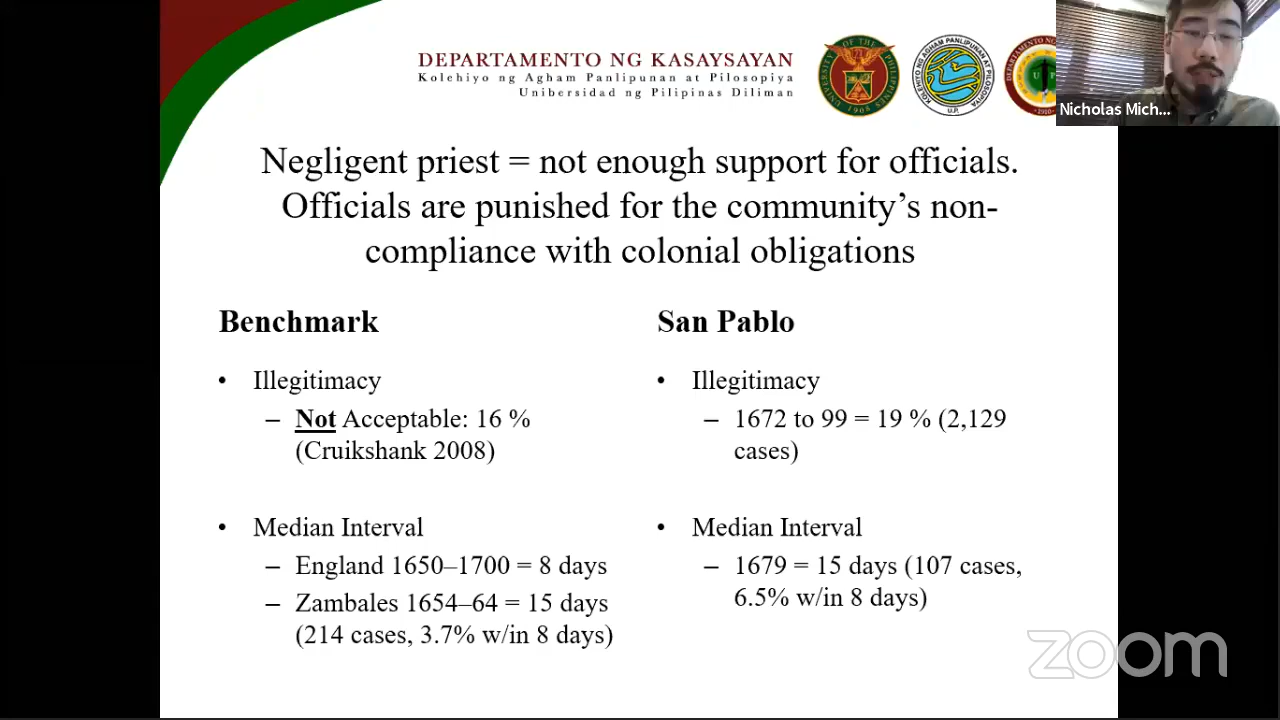 DEPARTAMENTO NG KASAYSAYAN
Kolehiyo ng Agham Panlipunan at Pilosopiya
Unibersidad ng Pilipinas Diliman
Nicholas Mich...
Negligent priest = not enough support for officials.
Officials are punished for the community’s non-
compliance with colonial obligations
Benchmark
• Illegitimacy
– Not Acceptable: 16 %
(Cruikshank 2008)
• Median Interval
– England 1650–1700 = 8 days
– Zambales 1654–64 = 15 days
(214 cases, 3.7% w/in 8 days)
San Pablo
• Illegitimacy
– 1672 to 99 = 19 % (2,129
cases)
• Median Interval
– 1679 = 15 days (107 cases,
6.5% w/in 8 days)
zoom